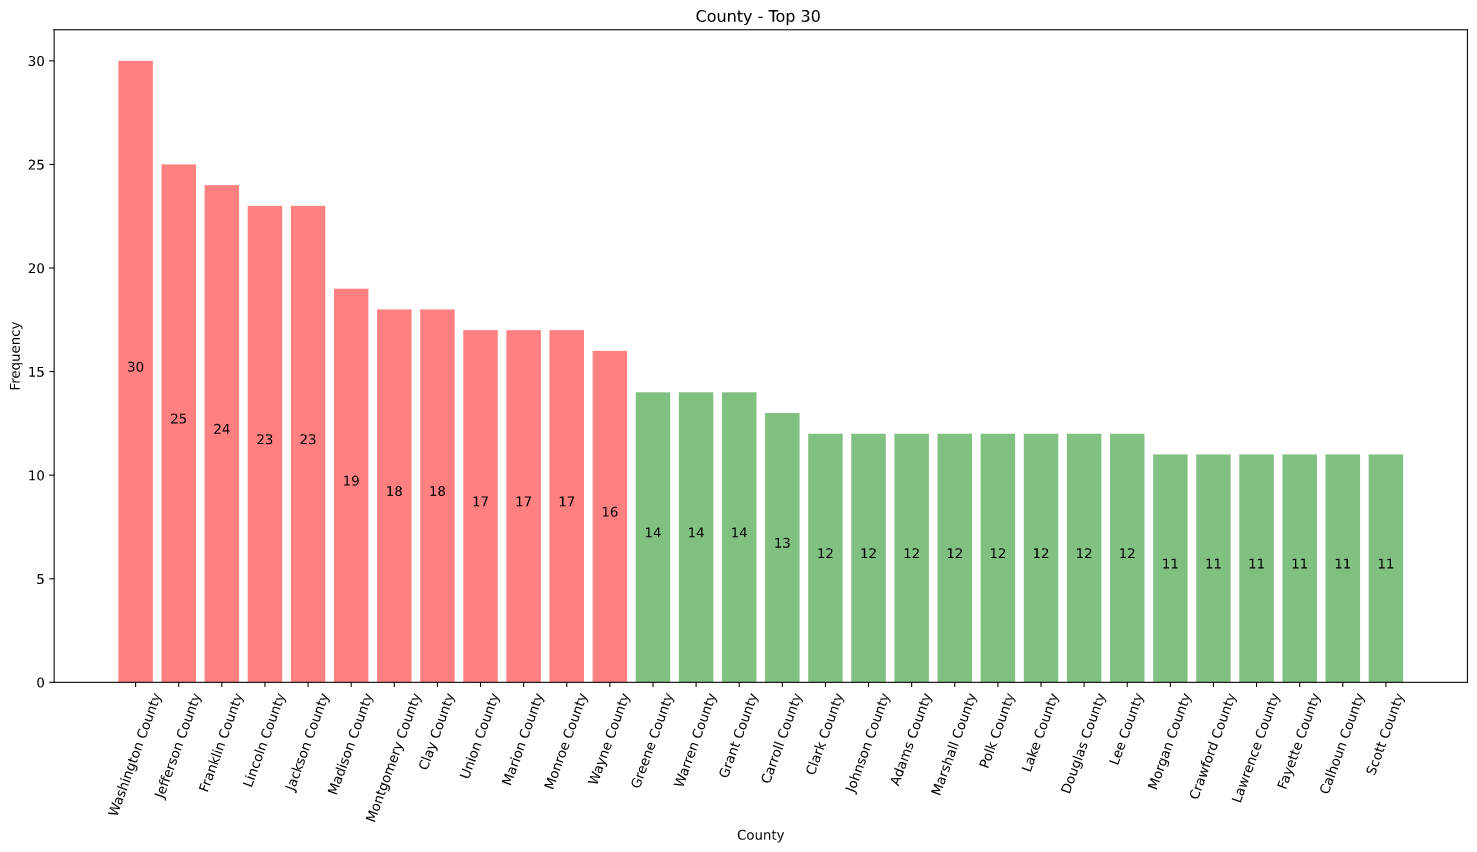 County - Top 30
Frequency
30
25
20
15
10
5
0
30
25
24
23
23
19
18
18
17
17
17
16
14
14
14
13
12
12
12
12
12
12
12
12
11
11
11
11
11
11
Washington County
Jefferson County
Franklin County
Lincoln County
Jackson County
Madison County
Montgomery County
Clay County
Union County
Marion County
Monroe County
Wayne County
Greene County
Warren County
Grant County
Carroll County
Clark County
Johnson County
Adams County
Marshall County
Polk County
Lake County
Douglas County
Lee County
Morgan County
Crawford County
Lawrence County
Fayette County
Calhoun County
Scott County
County